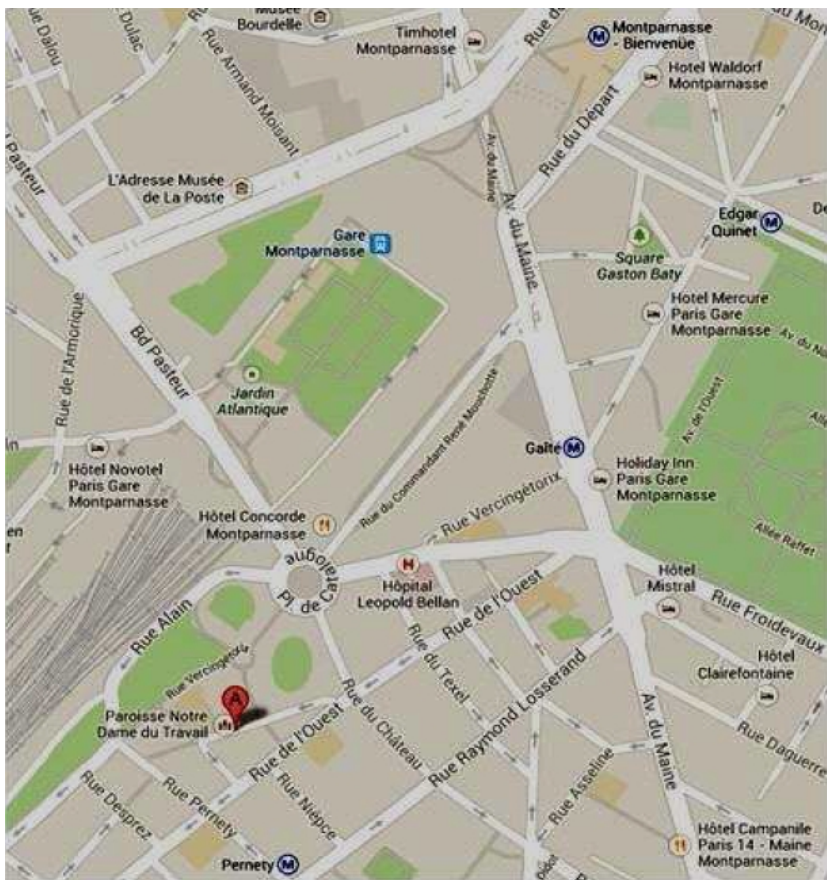 Musée
Bourdelle
Rue Dalou
Dulac
Rue Armand Moisant
Timhotel
Montparnasse
Rue du
Montparnasse
- Bienvenüe
Hotel Waldorf
Montparnasse
Rue du Départ
Av. du Maine
Pasteur
L'Adresse Musée
de La Poste
Av. du Maine
Edgar
Quinet
Gare
Montparnasse
Square
Gaston Baty
Rue de l'Armorique
Bd Pasteur
Hotel Mercure
Paris Gare
Montparnasse
Jardin
Atlantique
Rue du Commandant René Mouchotte
Av. de l'Ouest
Hôtel Novotel
Paris Gare
Montparnasse
Gaîté
Holiday Inn
Paris Gare
Montparnasse
Hôtel Concorde
Montparnasse
Rue Vercingétorix
Allée Raffet
Pl. de Catalogne
Hôpital
Leopold Bellan
Hôtel
Mistral
Rue Froidevaux
Rue Alain
Rue de l'Ouest
Rue du Texel
Hôtel
Clairefontaine
Rue Vercingétorix
A
Paroisse Notre
Dame du Travail
Rue de l'Ouest
Rue du Château
Rue Raymond Losserand
Av. du Maine
Rue Daguerre
Rue Desprez
Rue Pernety
Rue Niépce
Rue Asseline
Pernety
Hôtel Campanile
Paris 14 - Maine
Montparnasse